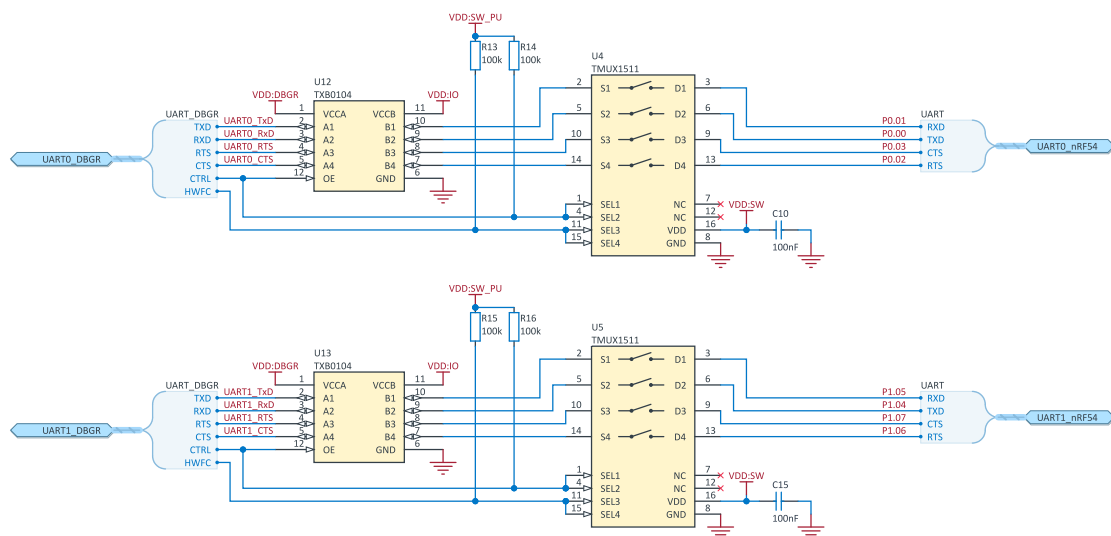 VDD:SW_PU
R13
100k
R14
100k
U4
TMUX1511
U12
TXB0104
VDD:DBGR
VDD:IO
UART_DBGR
TXD
RXD
RTS
CTS
CTRL
HWFC
UART0_DBGR
UART0_TxD
UART0_RxD
UART0_RTS
UART0_CTS
1 VCCA VCCB 11
2 A1 B1 10
3 A2 B2 9
4 A3 B3 8
5 A4 B4 7
12 OE GND 6
2 S1 D1 3
5 S2 D2 6
10 S3 D3 9
14 S4 D4 13
1 SEL1 NC 7
4 SEL2 NC 12
11 SEL3 VDD 16
15 SEL4 GND 8
VDD:SW
C10
100nF
UART
P0.01 RXD
P0.00 TXD
P0.03 CTS
P0.02 RTS
UART0_nRF54
VDD:SW_PU
R15
100k
R16
100k
U5
TMUX1511
U13
TXB0104
VDD:DBGR
VDD:IO
UART_DBGR
TXD
RXD
RTS
CTS
CTRL
HWFC
UART1_DBGR
UART1_TxD
UART1_RxD
UART1_RTS
UART1_CTS
1 VCCA VCCB 11
2 A1 B1 10
3 A2 B2 9
4 A3 B3 8
5 A4 B4 7
12 OE GND 6
2 S1 D1 3
5 S2 D2 6
10 S3 D3 9
14 S4 D4 13
1 SEL1 NC 7
4 SEL2 NC 12
11 SEL3 VDD 16
15 SEL4 GND 8
VDD:SW
C15
100nF
UART
P1.05 RXD
P1.04 TXD
P1.07 CTS
P1.06 RTS
UART1_nRF54